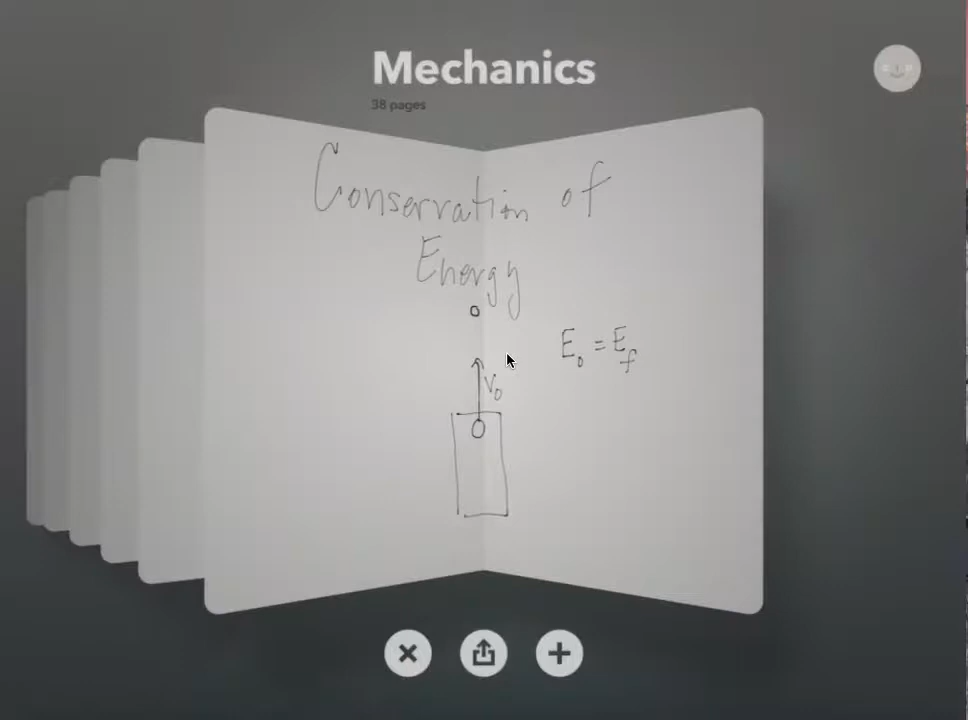 Mechanics
38 pages
Conservation of
Energy
E₀ = E_f
V₀